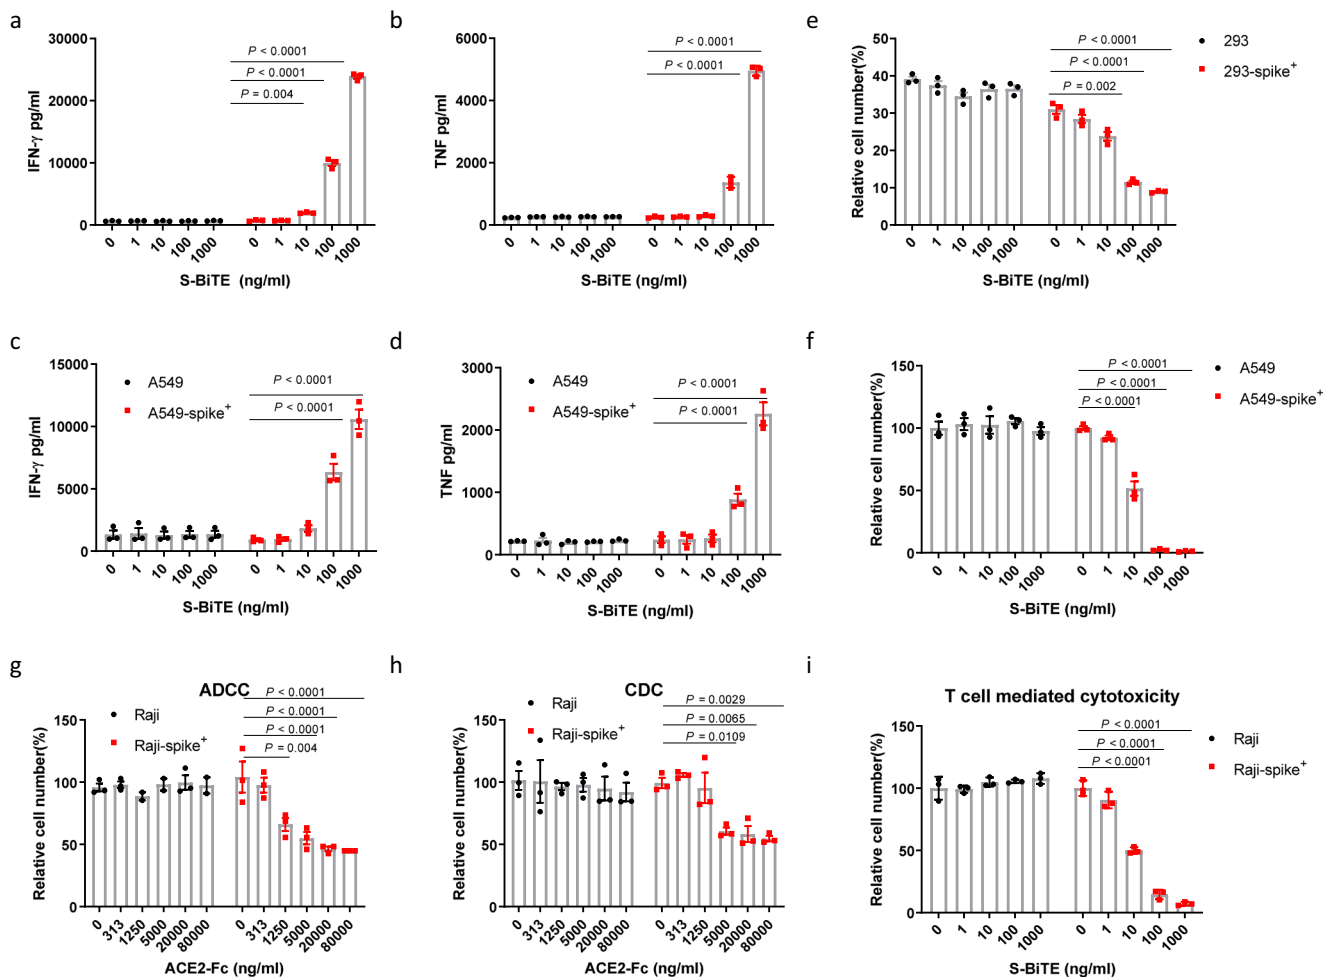 a
30000
20000
10000
0
IFN-γ pg/ml
P < 0.0001
P < 0.0001
P = 0.004
0 1 10 100 1000 0 1 10 100 1000
S-BiTE (ng/ml)
b
6000
4000
2000
0
TNF pg/ml
P < 0.0001
P < 0.0001
0 1 10 100 1000 0 1 10 100 1000
S-BiTE (ng/ml)
e
50
40
30
20
10
0
Relative cell number(%)
P < 0.0001
P < 0.0001
P = 0.002
293
293-spike+
0 1 10 100 1000 0 1 10 100 1000
S-BiTE (ng/ml)
c
15000
10000
5000
0
IFN-γ pg/ml
A549
A549-spike+
P < 0.0001
P < 0.0001
0 1 10 100 1000 0 1 10 100 1000
S-BiTE (ng/ml)
d
3000
2000
1000
0
TNF pg/ml
A549
A549-spike+
P < 0.0001
P < 0.0001
0 1 10 100 1000 0 1 10 100 1000
S-BiTE (ng/ml)
f
150
100
50
0
Relative cell number(%)
P < 0.0001
P < 0.0001
P < 0.0001
A549
A549-spike+
0 1 10 100 1000 0 1 10 100 1000
S-BiTE (ng/ml)
g
ADCC
150
100
50
0
Relative cell number(%)
Raji
Raji-spike+
P < 0.0001
P < 0.0001
P < 0.0001
P = 0.004
0 313 1250 5000 20000 80000 0 313 1250 5000 20000 80000
ACE2-Fc (ng/ml)
h
CDC
150
100
50
0
Relative cell number(%)
Raji
Raji-spike+
P = 0.0029
P = 0.0065
P = 0.0109
0 313 1250 5000 20000 80000 0 313 1250 5000 20000 80000
ACE2-Fc (ng/ml)
i
T cell mediated cytotoxicity
150
100
50
0
Relative cell number(%)
P < 0.0001
P < 0.0001
P < 0.0001
Raji
Raji-spike+
0 1 10 100 1000 0 1 10 100 1000
S-BiTE (ng/ml)